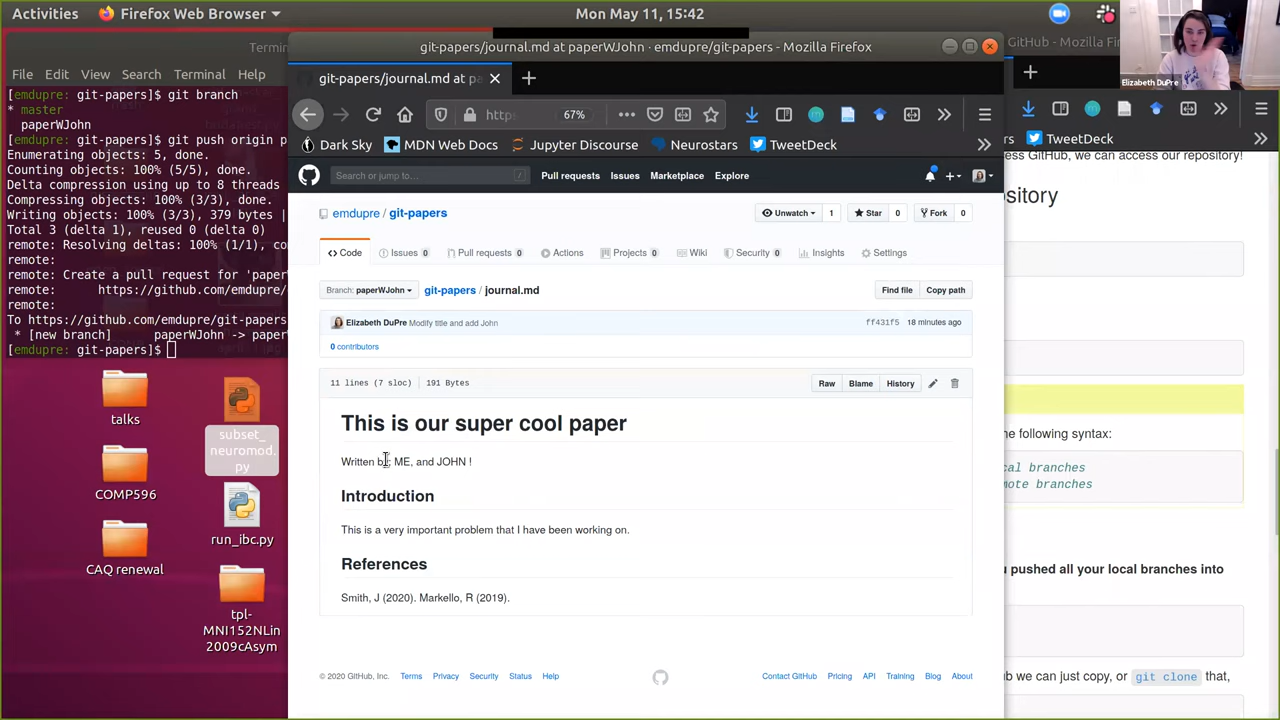 Activities
Firefox Web Browser
Mon May 11, 15:42
Elizabeth DuPre
Termin
File Edit View Search Terminal Help
[emdupre: git-papers]$ git branch
* master
paperWJohn
[emdupre: git-papers]$ git push origin p
Enumerating objects: 5, done.
Counting objects: 100% (5/5), done.
Delta compression using up to 8 threads
Compressing objects: 100% (3/3), done.
Writing objects: 100% (3/3), 379 bytes |
Total 3 (delta 1), reused 0 (delta 0)
remote: Resolving deltas: 100% (1/1), co
remote:
remote: Create a pull request for 'paper
remote: https://github.com/emdupre/
remote:
To https://github.com/emdupre/git-papers
* [new branch] paperWJohn -> paper
[emdupre: git-papers]$
talks
COMP596
CAQ renewal
subset_
neuromod.
py
run_ibc.py
tpl-
MNI152NLin
2009cAsym
git-papers/journal.md at paperWJohn · emdupre/git-papers - Mozilla Firefox
git-papers/journal.md at pa
https 67%
Dark Sky MDN Web Docs Jupyter Discourse Neurostars TweetDeck
Search or jump to... /
Pull requests Issues Marketplace Explore
emdupre / git-papers
Unwatch 1 Star 0 Fork 0
Code Issues 0 Pull requests 0 Actions Projects 0 Wiki Security 0 Insights Settings
Branch: paperWJohn git-papers / journal.md Find file Copy path
Elizabeth DuPre Modify title and add John ff431f5 18 minutes ago
0 contributors
11 lines (7 sloc) 191 Bytes Raw Blame History
This is our super cool paper
Written by: ME, and JOHN !
Introduction
This is a very important problem that I have been working on.
References
Smith, J (2020). Markello, R (2019).
© 2020 GitHub, Inc. Terms Privacy Security Status Help Contact GitHub Pricing API Training Blog About
GitHub - Mozilla Fi
rs TweetDeck
ess GitHub, we can access our repository!
sitory
he following syntax:
cal branches
mote branches
u pushed all your local branches into
ub we can just copy, or git clone that,